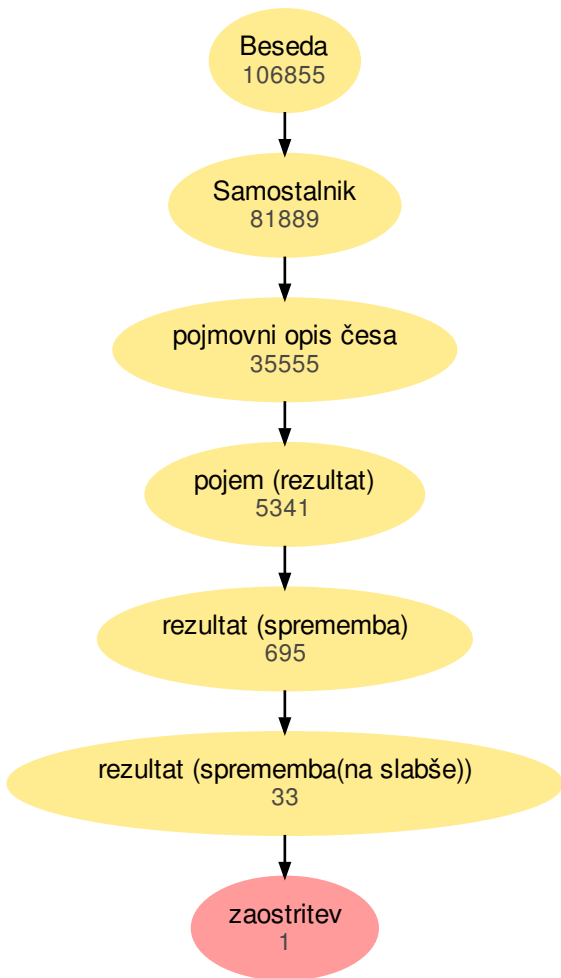 Beseda
106855
Samostalnik
81889
pojmovni opis česa
35555
pojem (rezultat)
5341
rezultat (sprememba)
695
rezultat (sprememba(na slabše))
33
zaostritev
1